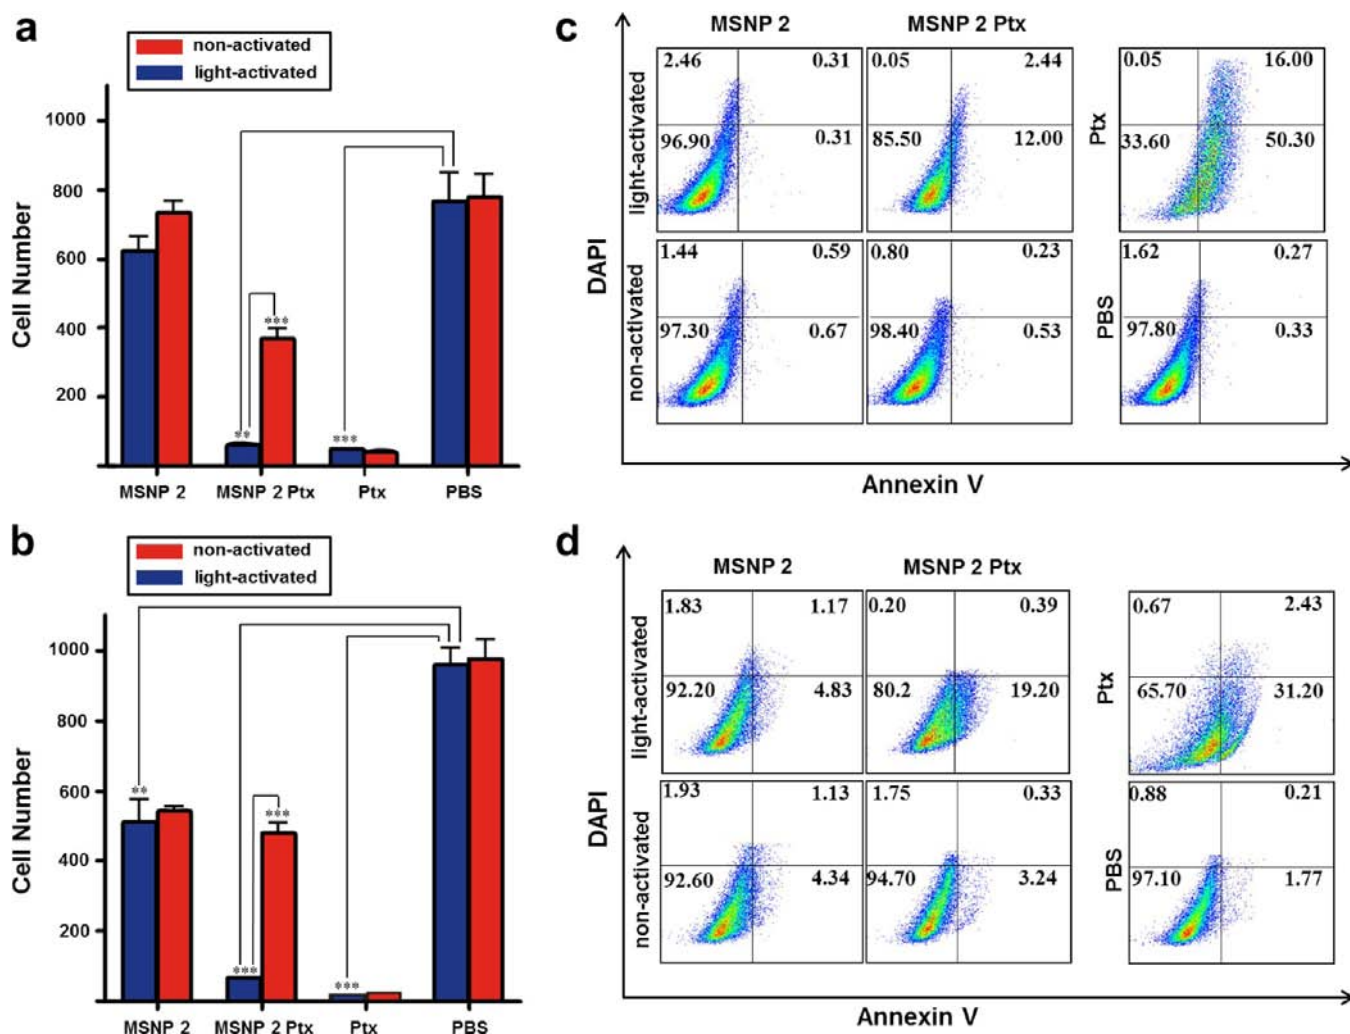 a
non-activated
light-activated
Cell Number
1000
800
600
400
200
***
**
***
MSNP 2 MSNP 2 Ptx Ptx PBS
b
non-activated
light-activated
Cell Number
1000
800
600
400
200
**
***
***
***
MSNP 2 MSNP 2 Ptx Ptx PBS
c
MSNP 2 MSNP 2 Ptx
light-activated
2.46 0.31
96.90 0.31
0.05 2.44
85.50 12.00
Ptx
0.05 16.00
33.60 50.30
DAPI
non-activated
1.44 0.59
97.30 0.67
0.80 0.23
98.40 0.53
PBS
1.62 0.27
97.80 0.33
Annexin V
d
MSNP 2 MSNP 2 Ptx
light-activated
1.83 1.17
92.20 4.83
0.20 0.39
80.2 19.20
Ptx
0.67 2.43
65.70 31.20
DAPI
non-activated
1.93 1.13
92.60 4.34
1.75 0.33
94.70 3.24
PBS
0.88 0.21
97.10 1.77
Annexin V